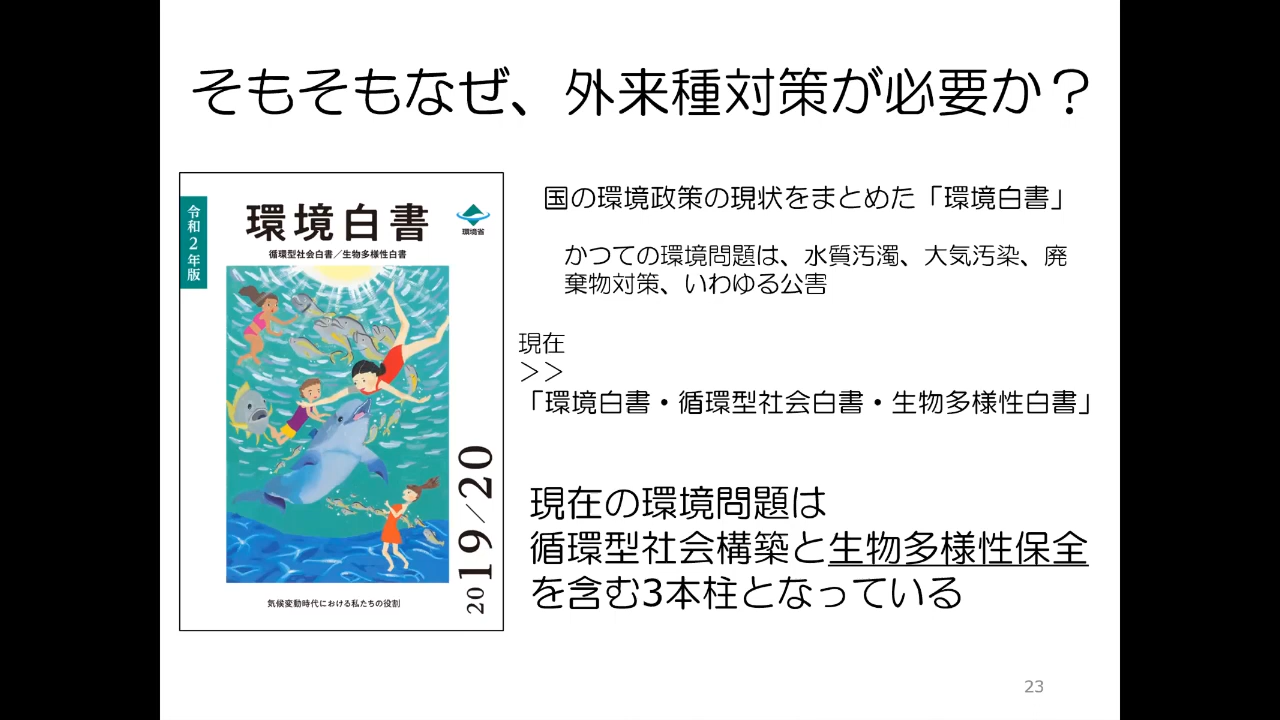 そもそもなぜ、外来種対策が必要か？
令和2年版
環境白書
環境省
循環型社会白書／生物多様性白書
2019/20
気候変動時代における私たちの役割
国の環境政策の現状をまとめた「環境白書」
かつての環境問題は、水質汚濁、大気汚染、廃
棄物対策、いわゆる公害
現在
>>
「環境白書・循環型社会白書・生物多様性白書」
現在の環境問題は
循環型社会構築と生物多様性保全
を含む3本柱となっている
23